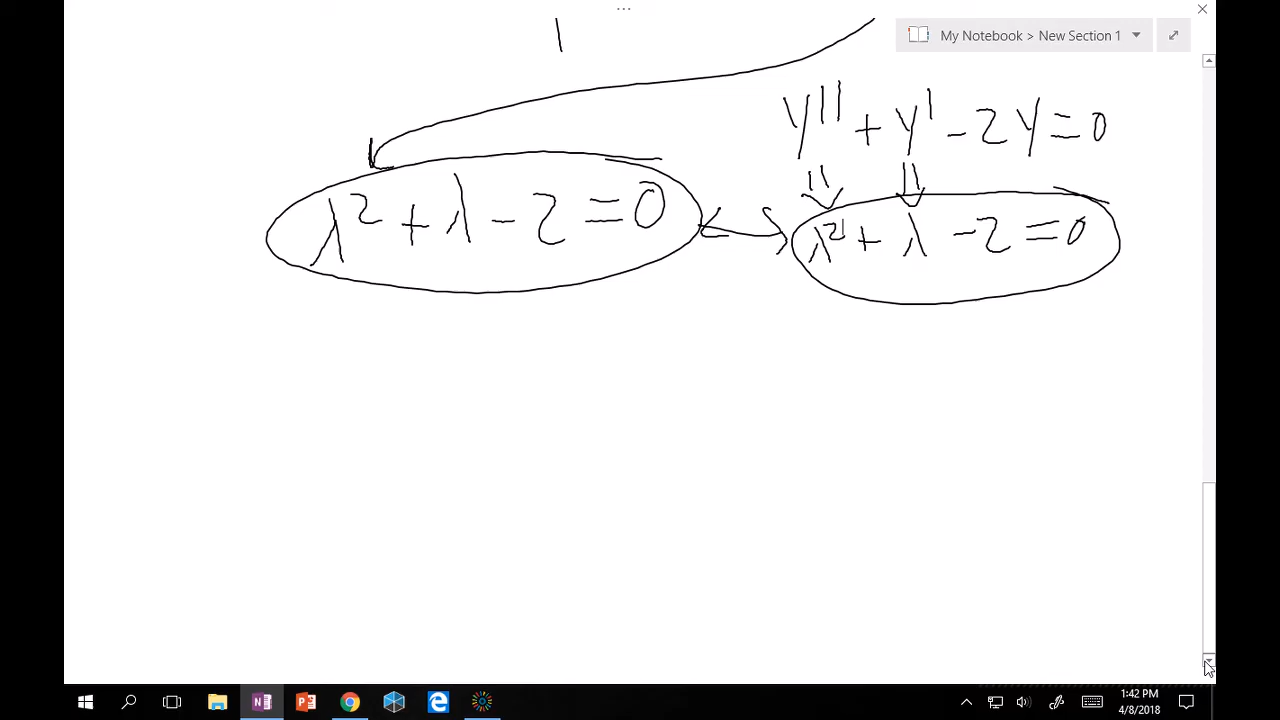 My Notebook > New Section 1
y'' + y' - 2y = 0
λ² + λ - 2 = 0
λ² + λ - 2 = 0
1:42 PM
4/8/2018